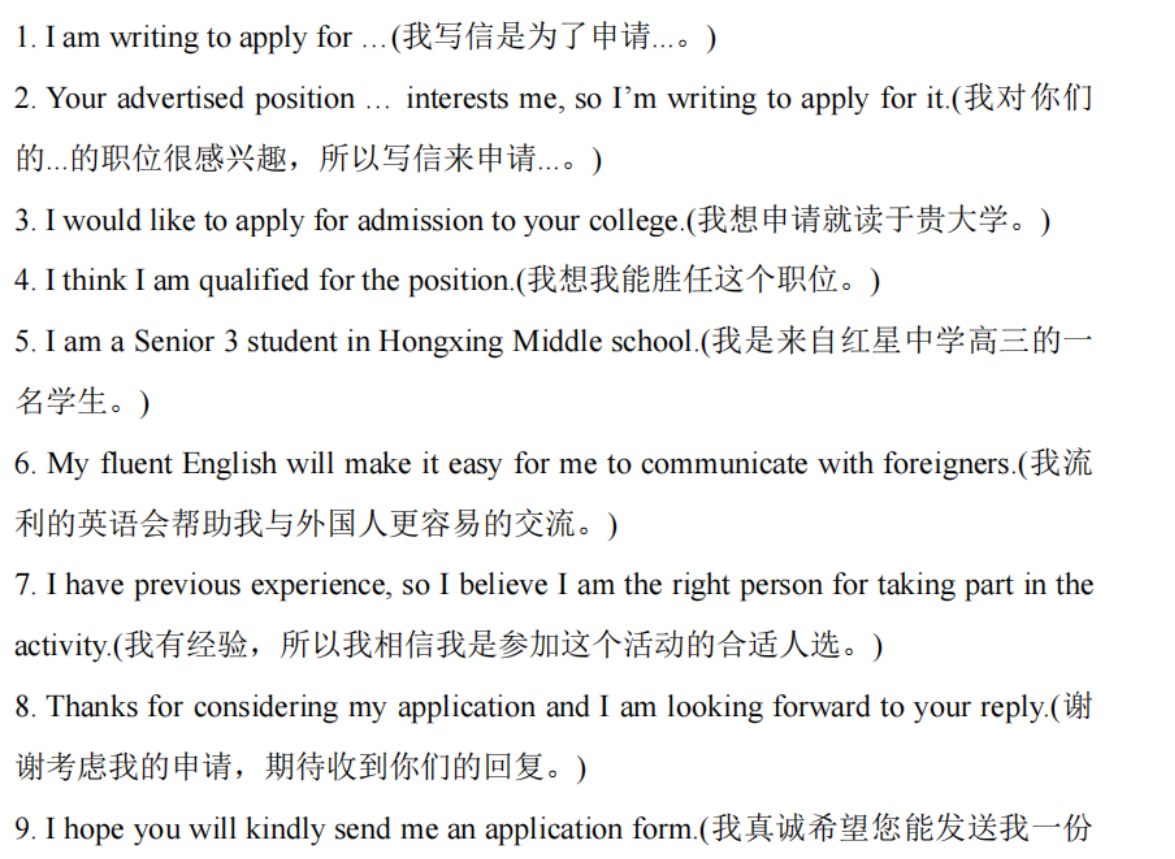 1. I am writing to apply for …(我写信是为了申请...。)
2. Your advertised position … interests me, so I’m writing to apply for it.(我对你们
的...的职位很感兴趣，所以写信来申请...。)
3. I would like to apply for admission to your college.(我想申请就读于贵大学。)
4. I think I am qualified for the position.(我想我能胜任这个职位。)
5. I am a Senior 3 student in Hongxing Middle school.(我是来自红星中学高三的一
名学生。)
6. My fluent English will make it easy for me to communicate with foreigners.(我流
利的英语会帮助我与外国人更容易的交流。)
7. I have previous experience, so I believe I am the right person for taking part in the
activity.(我有经验，所以我相信我是参加这个活动的合适人选。)
8. Thanks for considering my application and I am looking forward to your reply.(谢
谢考虑我的申请，期待收到你们的回复。)
9. I hope you will kindly send me an application form.(我真诚希望您能发送我一份